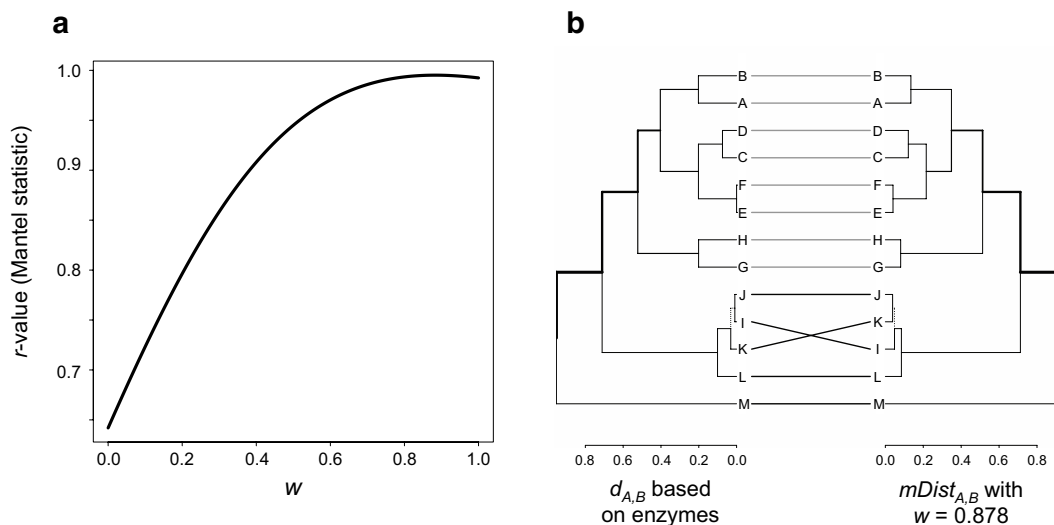 a
b
r-value (Mantel statistic)
1.0
0.9
0.8
0.7
0.0 0.2 0.4 0.6 0.8 1.0
w
B B
A A
D D
C C
F F
E E
H H
G G
J J
I K
K I
L L
M M
0.8 0.6 0.4 0.2 0.0
0.0 0.2 0.4 0.6 0.8
dA,B based
on enzymes
mDistA,B with
w = 0.878